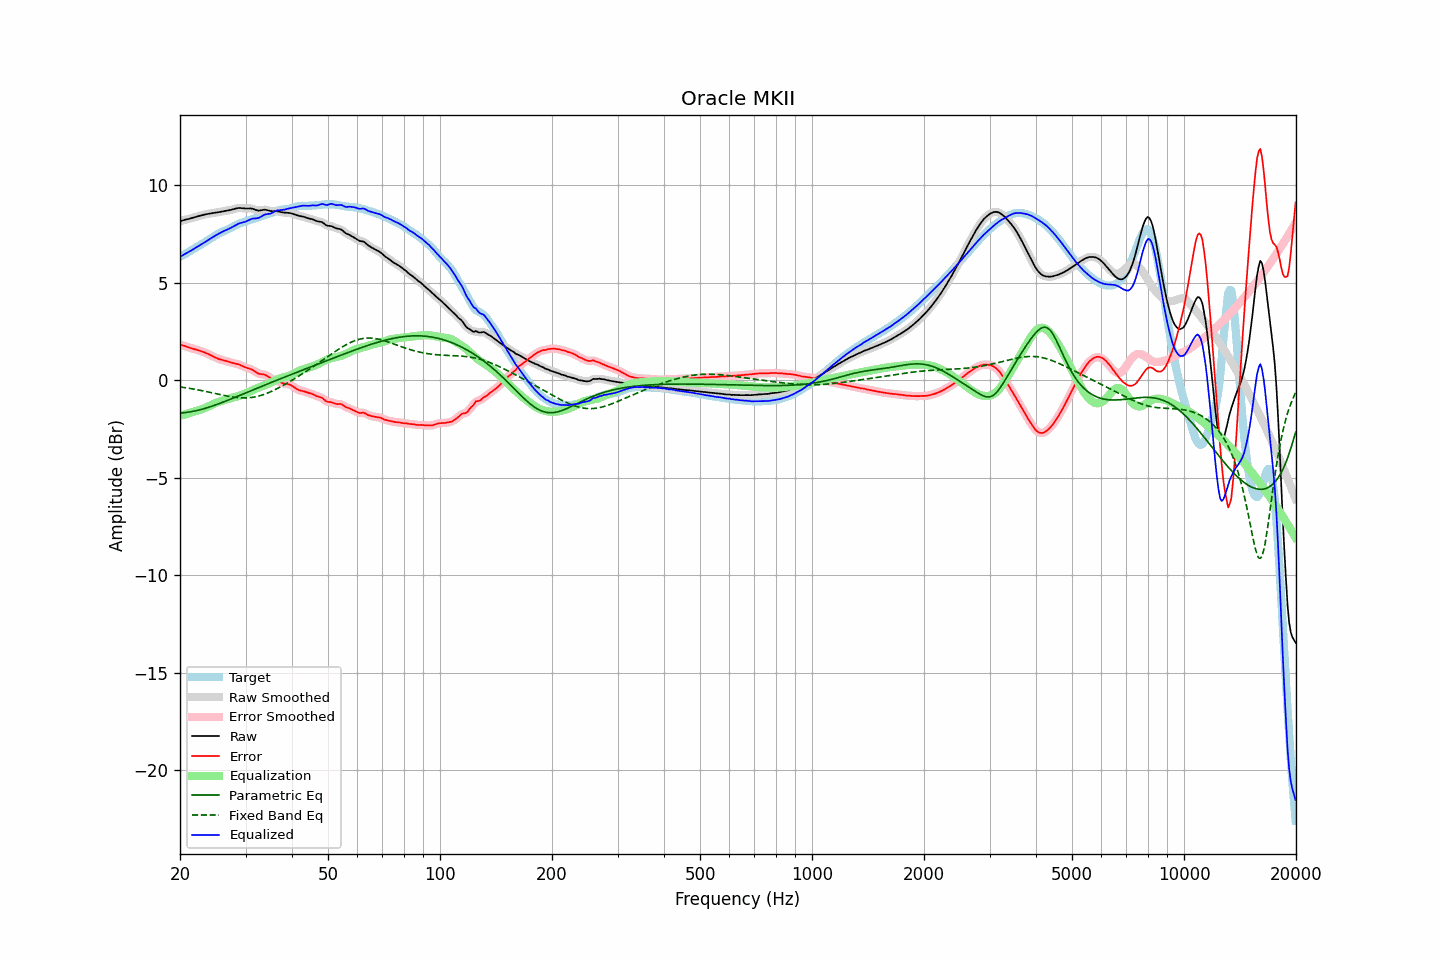 Oracle MKII
10
5
0
−5
−10
−15
−20
Amplitude (dBr)
Target
Raw Smoothed
Error Smoothed
Raw
Error
Equalization
Parametric Eq
Fixed Band Eq
Equalized
20 50 100 200 500 1000 2000 5000 10000 20000
Frequency (Hz)